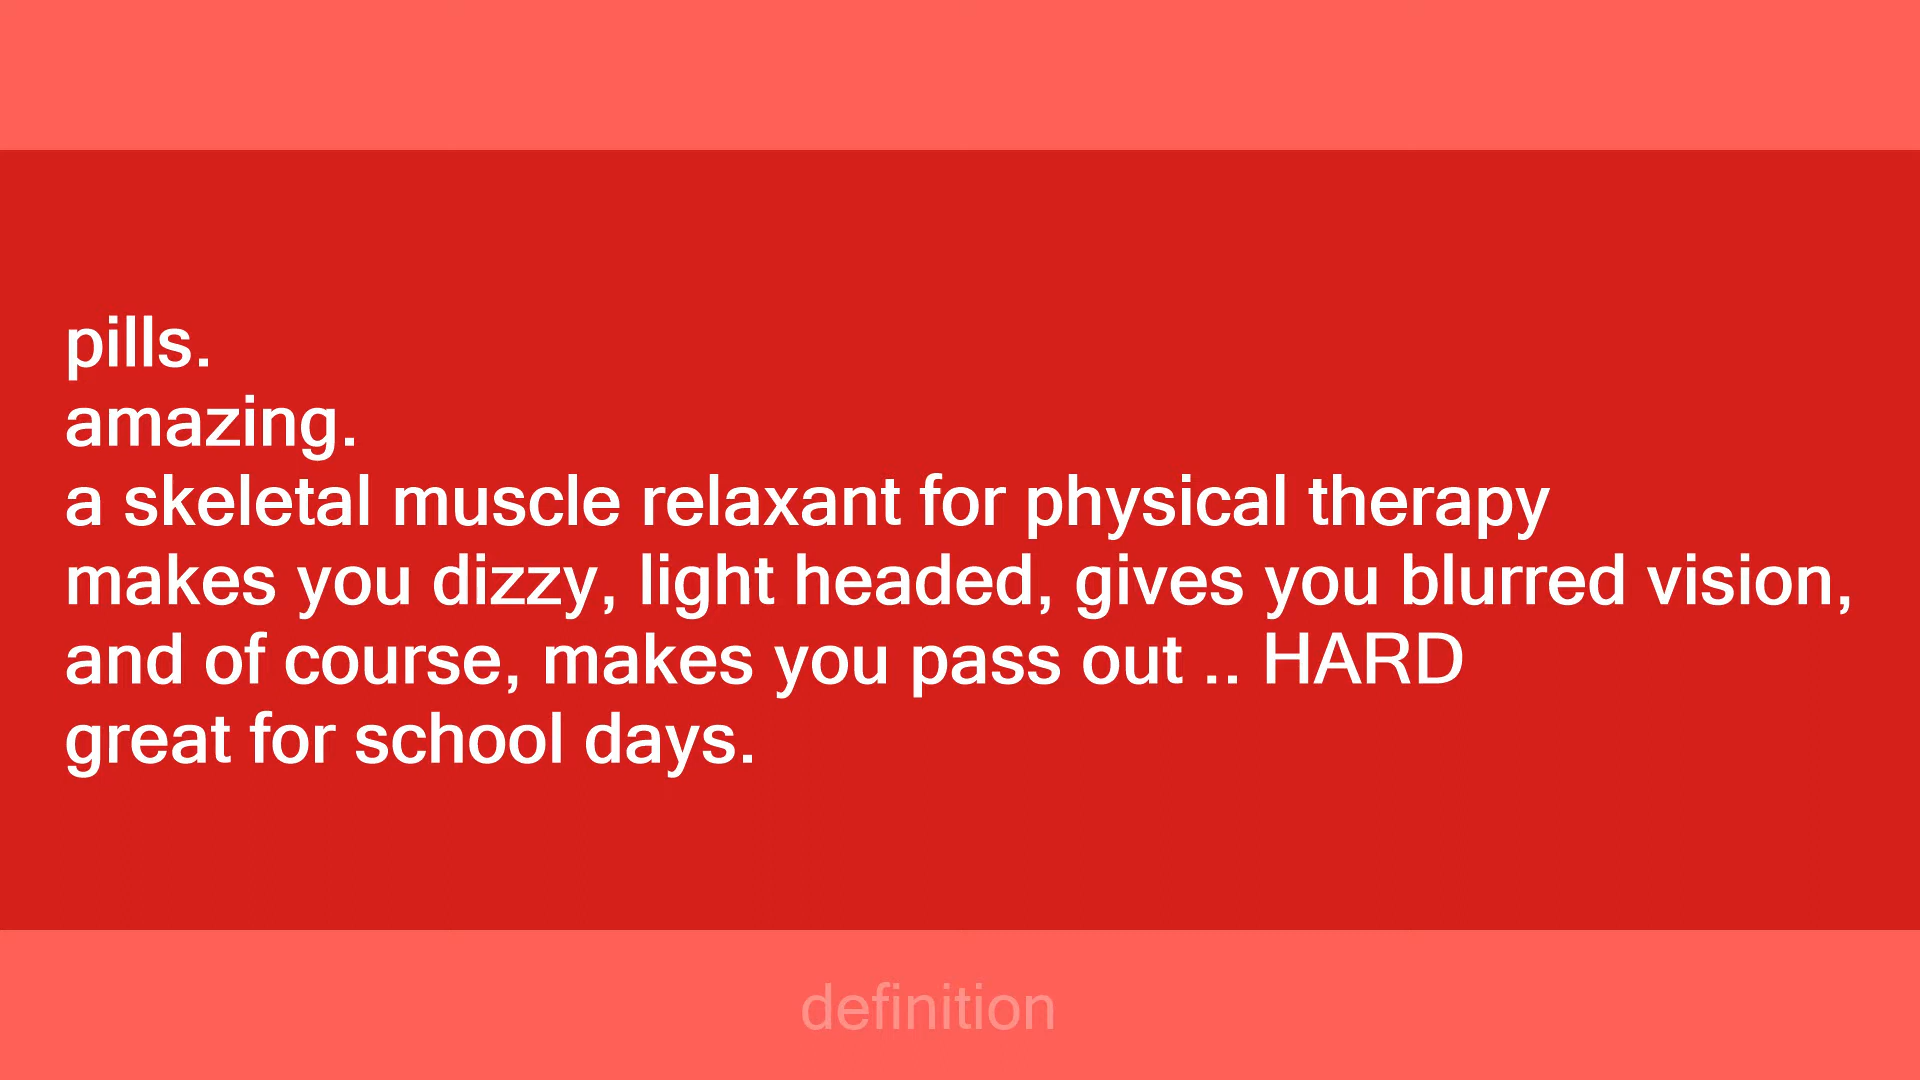 pills.
amazing.
a skeletal muscle relaxant for physical therapy
makes you dizzy, light headed, gives you blurred vision,
and of course, makes you pass out .. HARD
great for school days.
definition